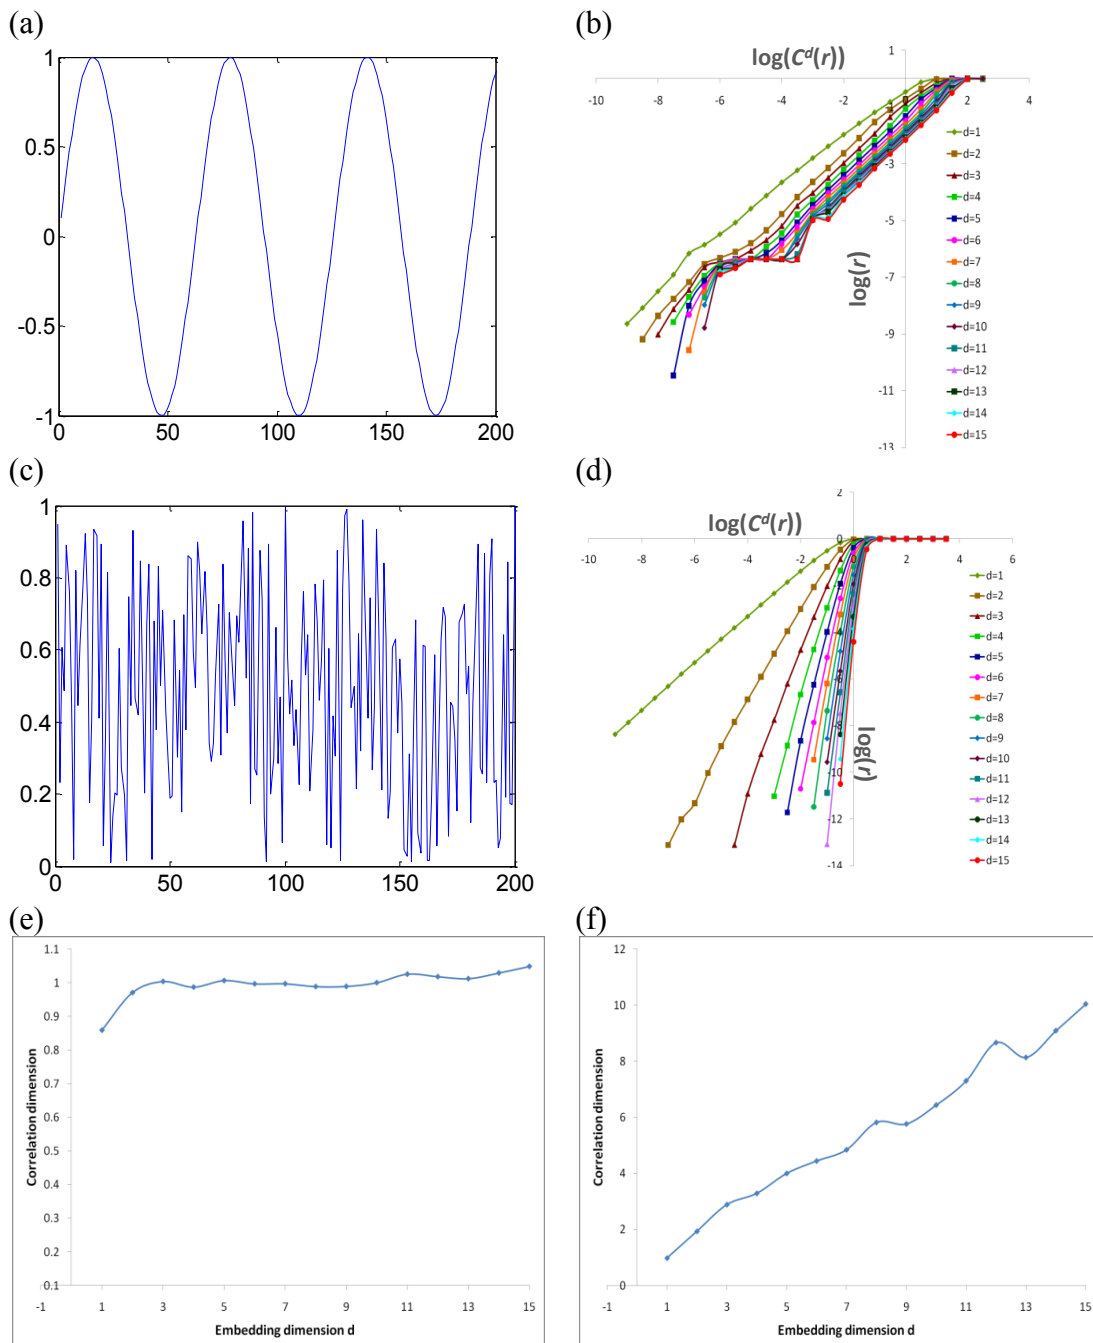 (a)
1
0.5
0
-0.5
-1
0
50
100
150
200
(b)
log(C^d(r))
1
-10 -8 -6 -4 -2 0 2 4
-3
-5
-7
-9
-11
-13
log(r)
d=1
d=2
d=3
d=4
d=5
d=6
d=7
d=8
d=9
d=10
d=11
d=12
d=13
d=14
d=15
(c)
1
0.8
0.6
0.4
0.2
0
0 50 100 150 200
(d)
log(C^d(r))
2
0
-10 -8 -6 -4 -2 0 2 4 6
-8
-10
-12
-14
log(r)
d=1
d=2
d=3
d=4
d=5
d=6
d=7
d=8
d=9
d=10
d=11
d=12
d=13
d=14
d=15
(e)
Correlation dimension
1.1
1
0.9
0.8
0.7
0.6
0.5
0.4
0.3
0.2
0.1
-1 1 3 5 7 9 11 13 15
Embedding dimension d
(f)
Correlation dimension
12
10
8
6
4
2
0
-1 1 3 5 7 9 11 13 15
Embedding dimension d